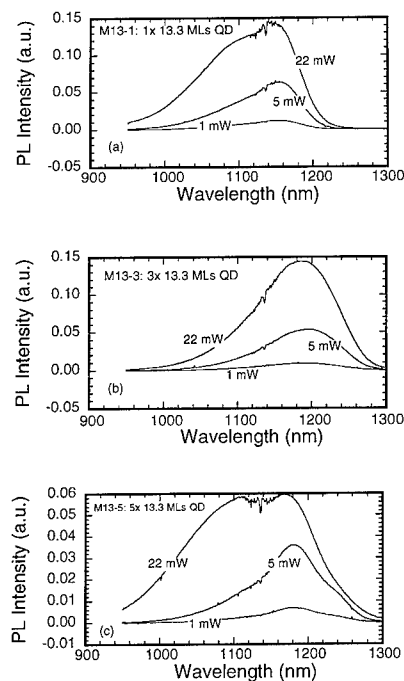 M13-1: 1x 13.3 MLs QD
0.15
0.10
0.05
0.00
-0.05
PL Intensity (a.u.)
22 mW
5 mW
1 mW
(a)
900
1000
1100
1200
1300
Wavelength (nm)
M13-3: 3x 13.3 MLs QD
0.15
0.10
0.05
0.00
-0.05
PL Intensity (a.u.)
22 mW
5 mW
1 mW
(b)
900
1000
1100
1200
1300
Wavelength (nm)
M13-5: 5x 13.3 MLs QD
0.06
0.05
0.04
0.03
0.02
0.01
0.00
0.01
PL Intensity (a.u.)
22 mW
5 mW
1 mW
(c)
900
1000
1100
1200
1300
Wavelength (nm)